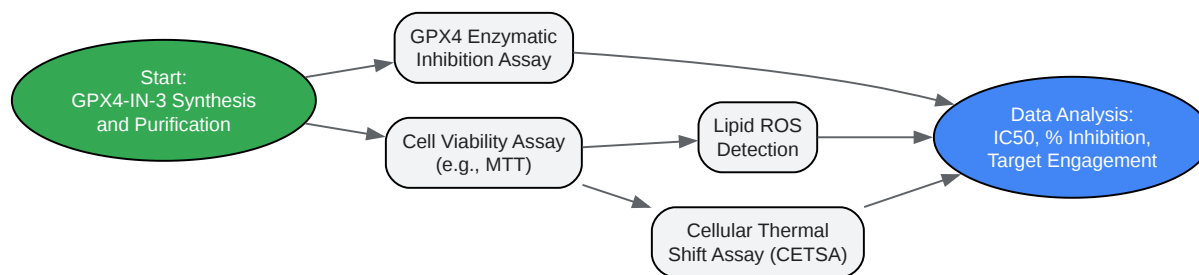 Start:
GPX4-IN-3 Synthesis
and Purification
GPX4 Enzymatic
Inhibition Assay
Cell Viability Assay
(e.g., MTT)
Lipid ROS
Detection
Cellular Thermal
Shift Assay (CETSA)
Data Analysis:
IC50, % Inhibition,
Target Engagement